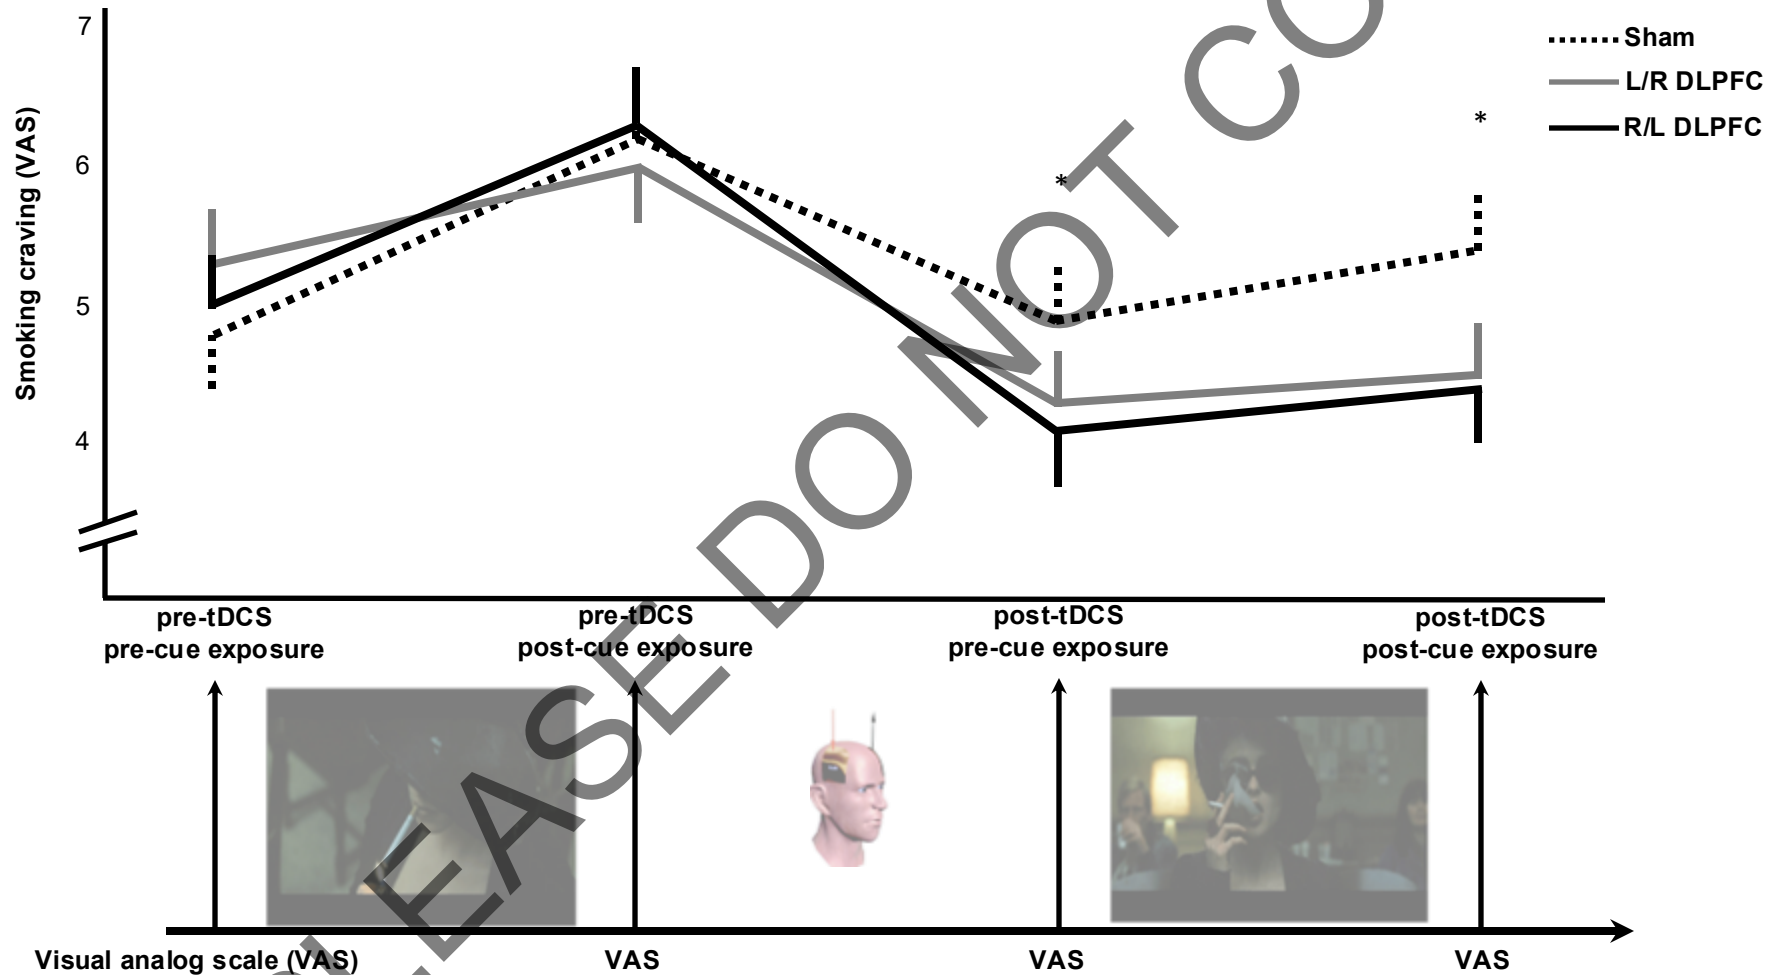 7
6
5
4
Smoking craving (VAS)
Sham
L/R DLPFC
R/L DLPFC
*
*
pre-tDCS
pre-cue exposure
pre-tDCS
post-cue exposure
post-tDCS
pre-cue exposure
post-tDCS
post-cue exposure
Visual analog scale (VAS)
VAS
VAS
VAS
PLEASE DO NOT CO